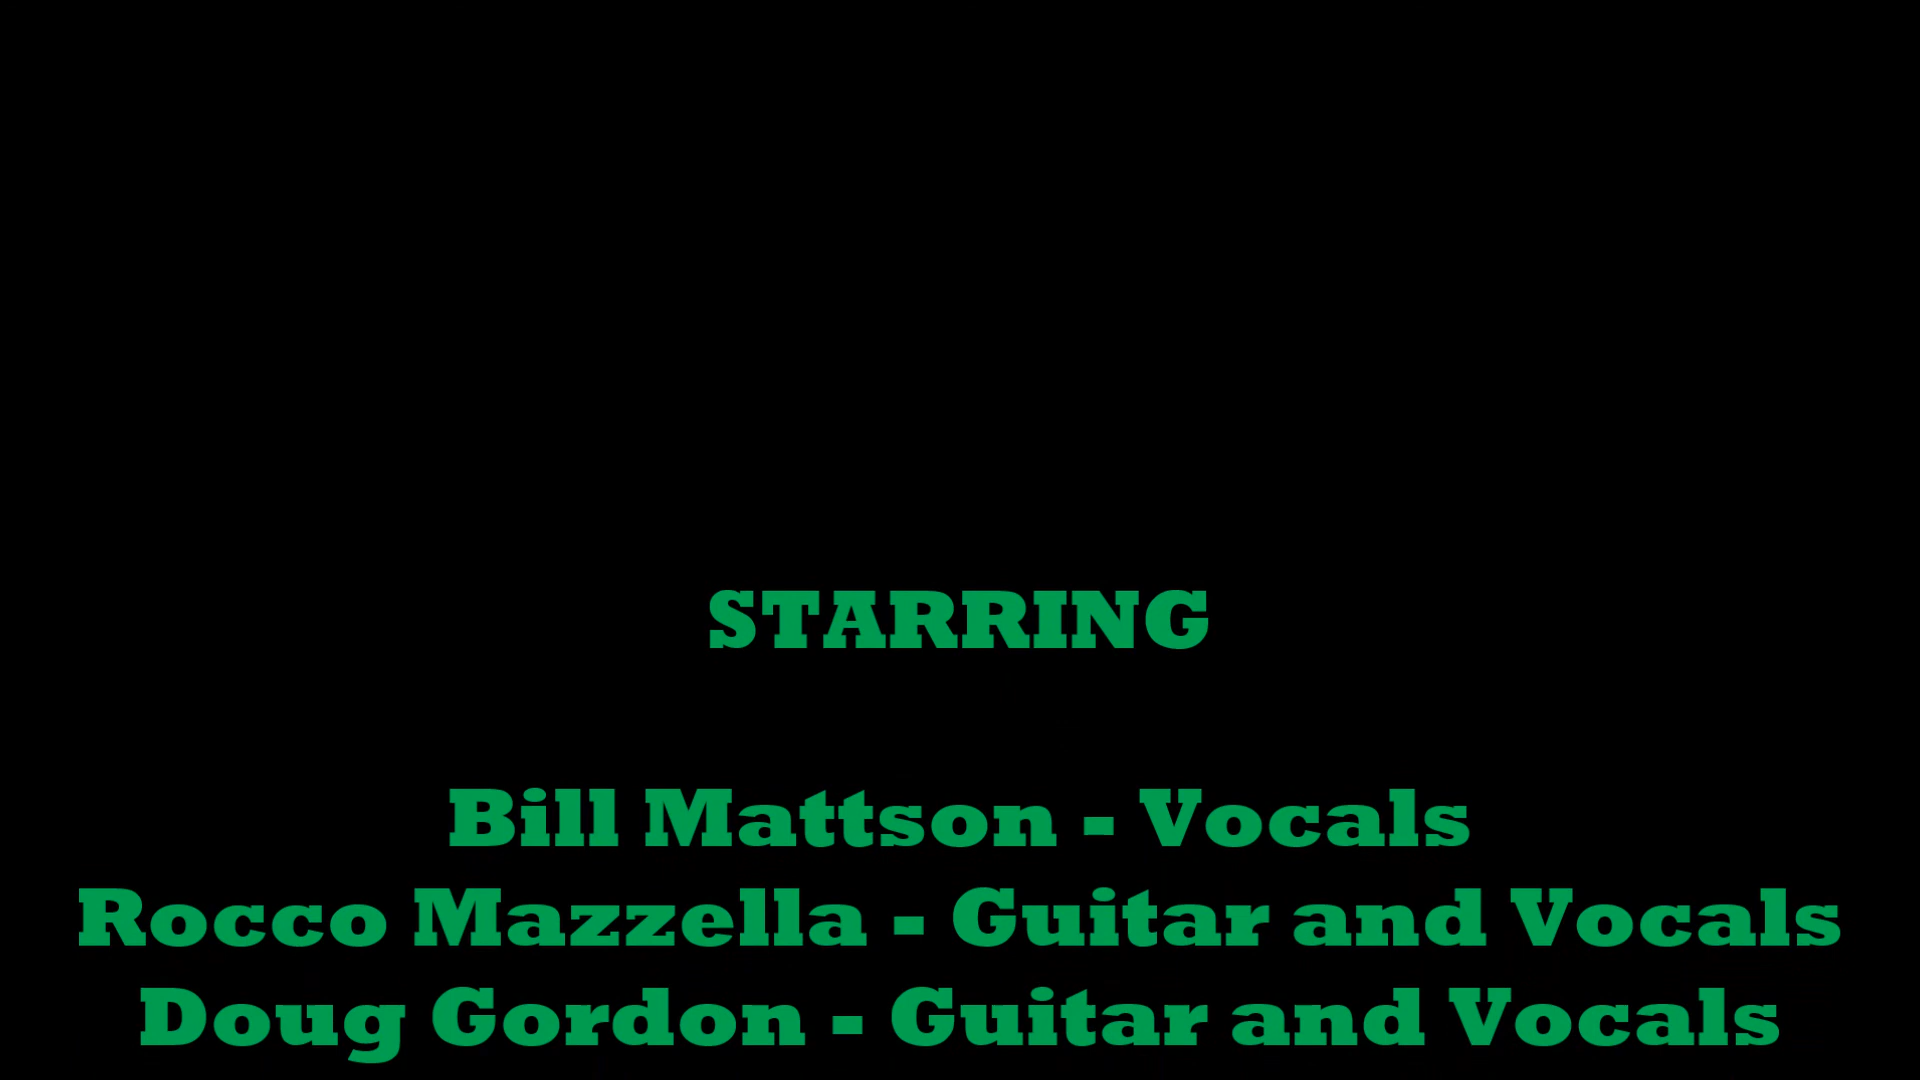 STARRING
Bill Mattson - Vocals
Rocco Mazzella - Guitar and Vocals
Doug Gordon - Guitar and Vocals